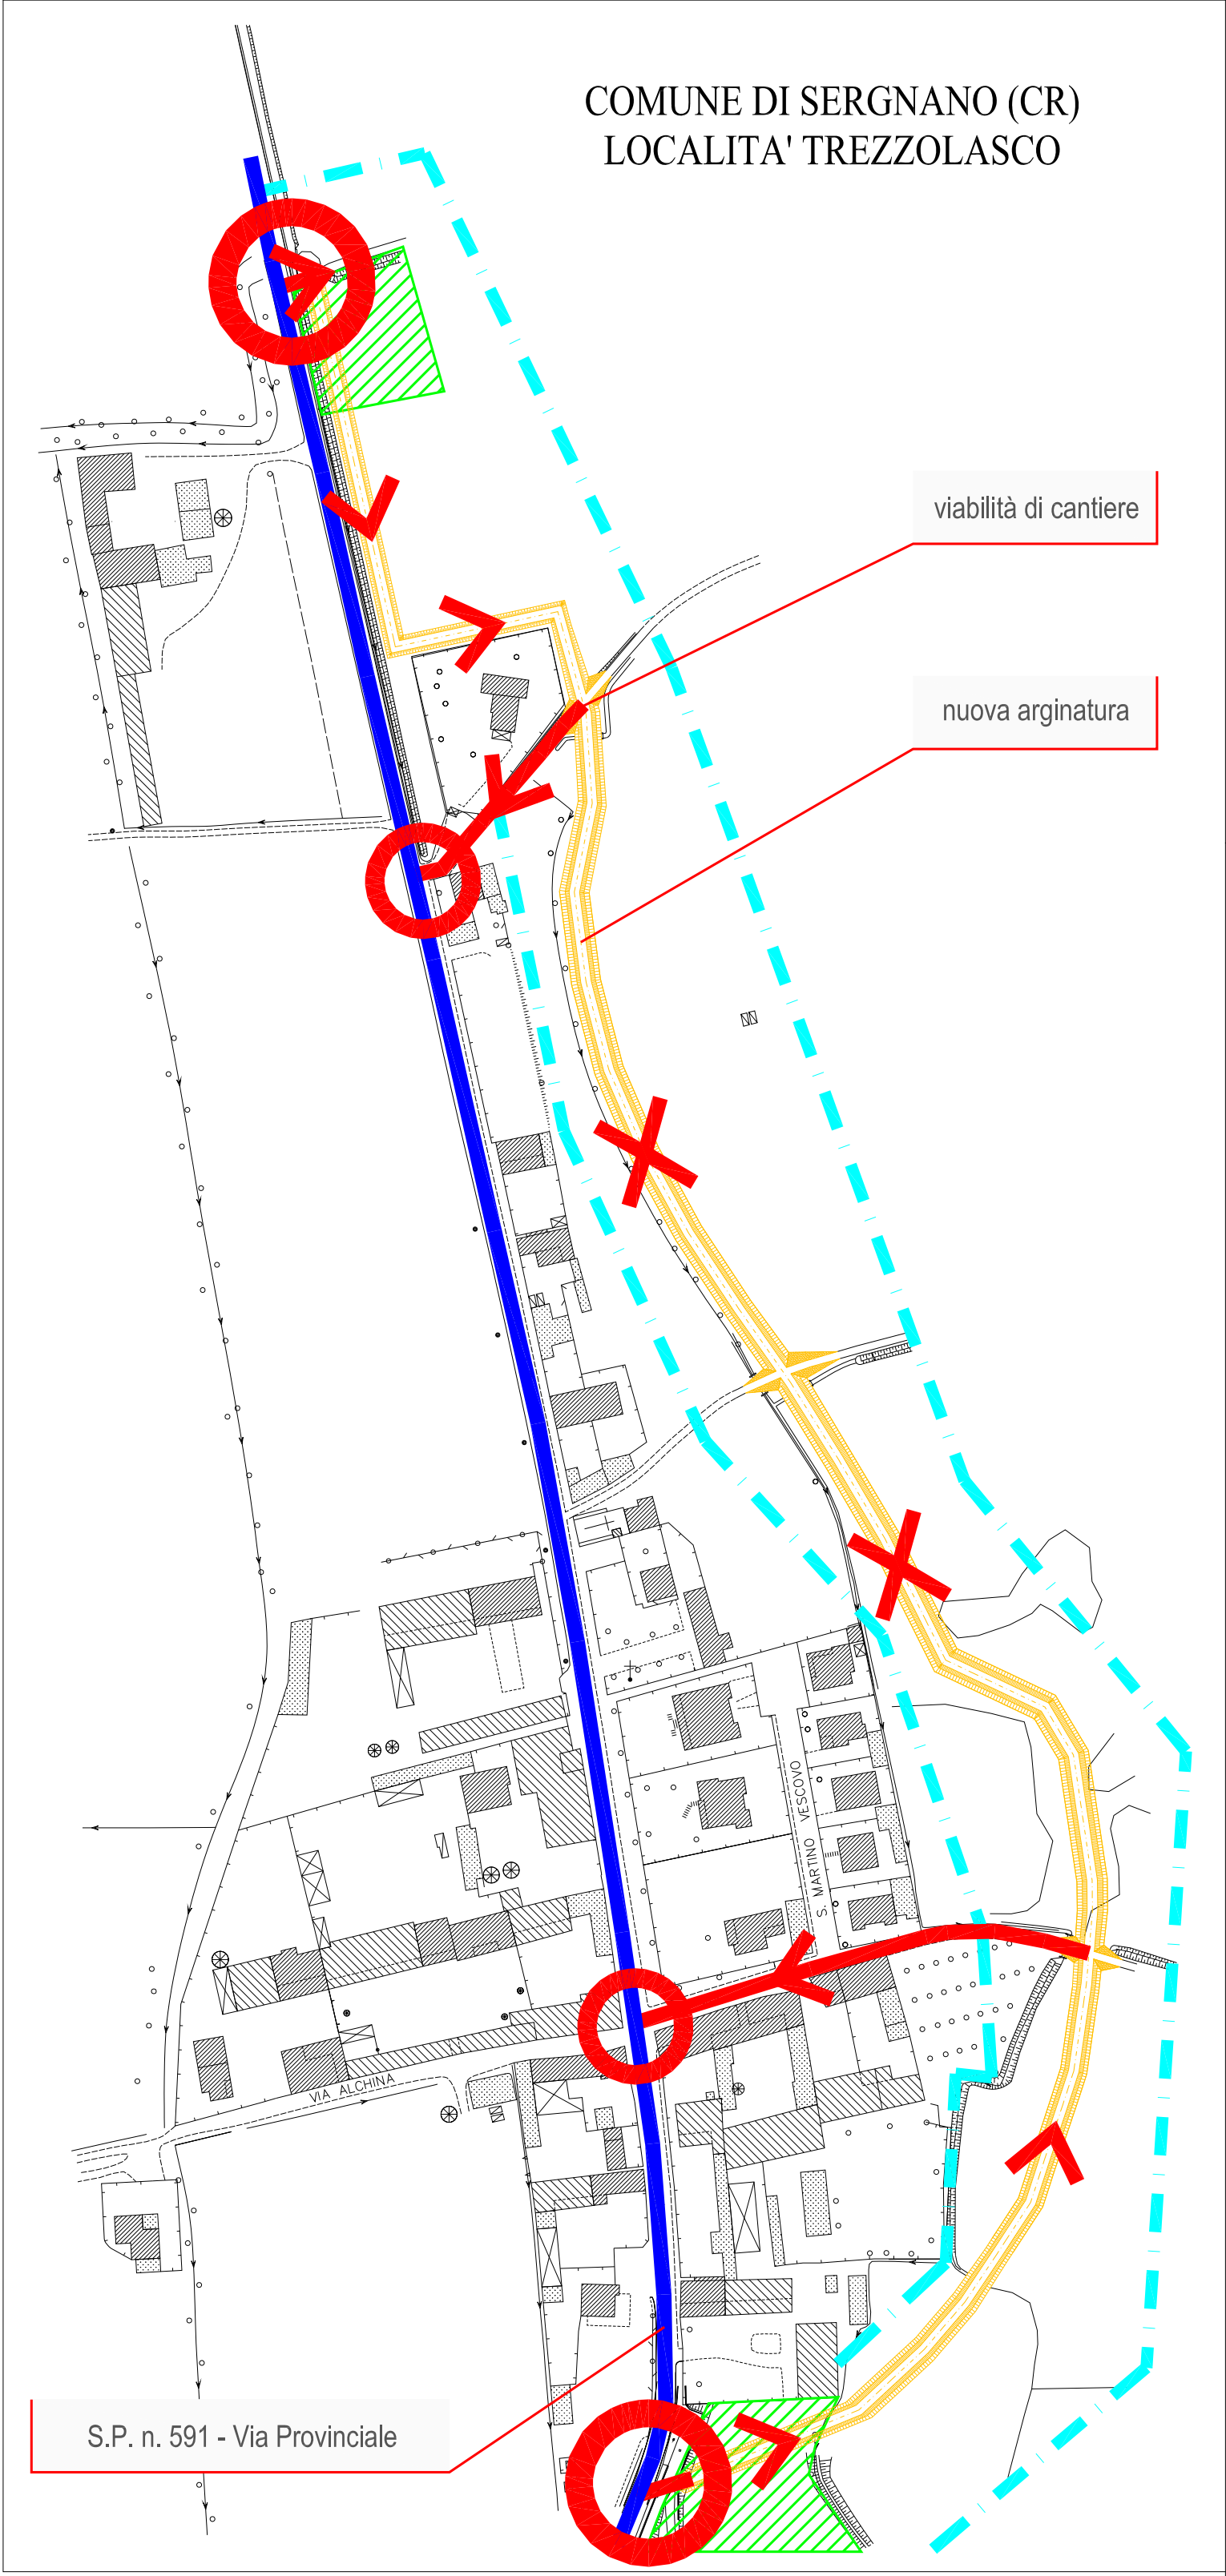 COMUNE DI SERGNANO (CR)
LOCALITA' TREZZOLASCO
viabilità di cantiere
nuova arginatura
S. MARTINO VESCOVO
VIA ALCHINA
S.P. n. 591 - Via Provinciale